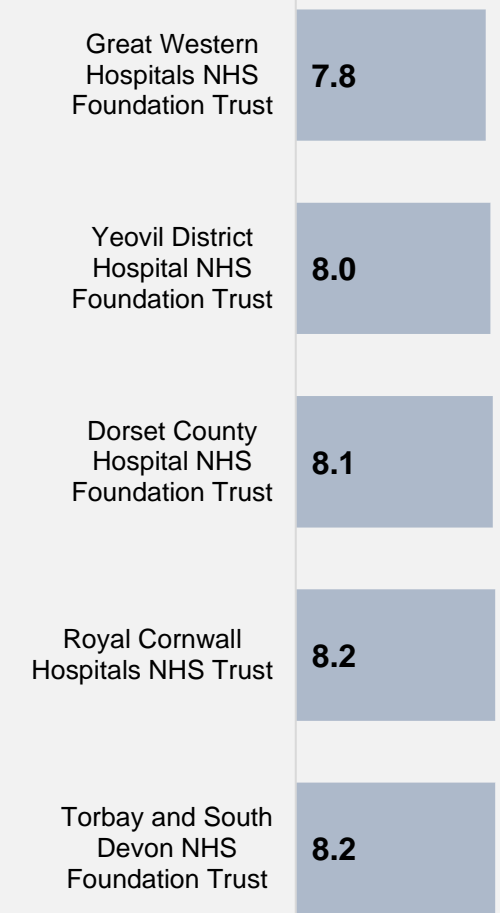 Great Western
Hospitals NHS
Foundation Trust
7.8
Yeovil District
Hospital NHS
Foundation Trust
8.0
Dorset County
Hospital NHS
Foundation Trust
8.1
Royal Cornwall
Hospitals NHS Trust
8.2
Torbay and South
Devon NHS
Foundation Trust
8.2